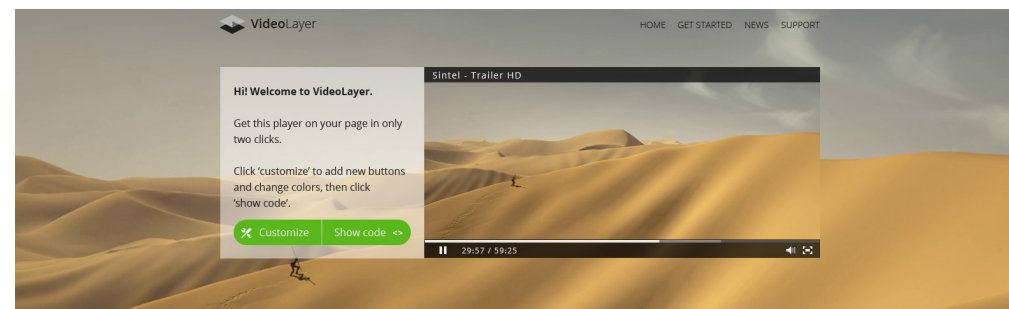 VideoLayer
HOME GET STARTED NEWS SUPPORT
Hi! Welcome to VideoLayer.
Get this player on your page in only
two clicks.
Click ‘customize’ to add new buttons
and change colors, then click
‘show code’.
Customize Show code <>
Sintel - Trailer HD
29:57 / 59:25